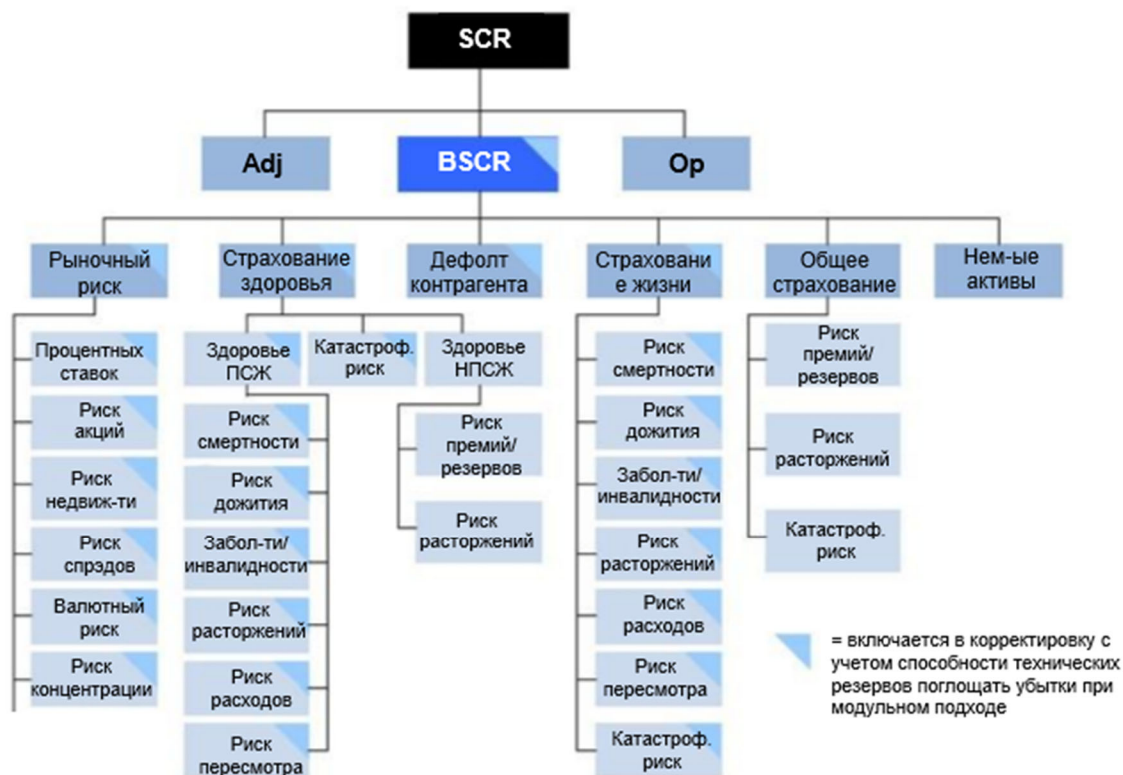 SCR
Adj
BSCR
Op
Рыночный
риск
Страхование
здоровья
Дефолт
контрагента
Страховани
е жизни
Общее
страхование
Нем-ые
активы
Процентных
ставок
Риск
акций
Риск
недвиж-ти
Риск
спрэдов
Валютный
риск
Риск
концентрации
Здоровье
ПСЖ
Катастроф.
риск
Здоровье
НПСЖ
Риск
смертности
Риск
дожития
Забол-ти/
инвалидности
Риск
расторжений
Риск
расходов
Риск
пересмотра
Риск
премий/
резервов
Риск
расторжений
Риск
смертности
Риск
дожития
Забол-ти/
инвалидности
Риск
расторжений
Риск
расходов
Риск
пересмотра
Катастроф.
риск
Риск
премий/
резервов
Риск
расторжений
Катастроф.
риск
= включается в корректировку с
учетом способности технических
резервов поглощать убытки при
модульном подходе